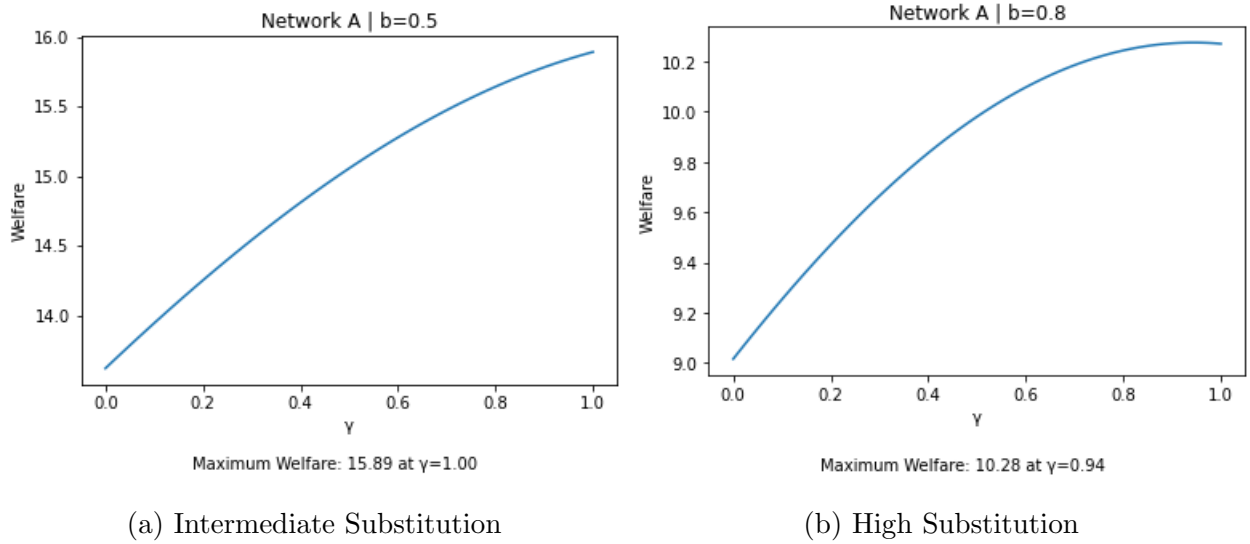 Network A | b=0.5
16.0
15.5
15.0
14.5
14.0
Welfare
0.0 0.2 0.4 0.6 0.8 1.0
γ
Maximum Welfare: 15.89 at γ=1.00
(a) Intermediate Substitution
Network A | b=0.8
10.2
10.0
9.8
9.6
9.4
9.2
9.0
Welfare
0.0 0.2 0.4 0.6 0.8 1.0
γ
Maximum Welfare: 10.28 at γ=0.94
(b) High Substitution